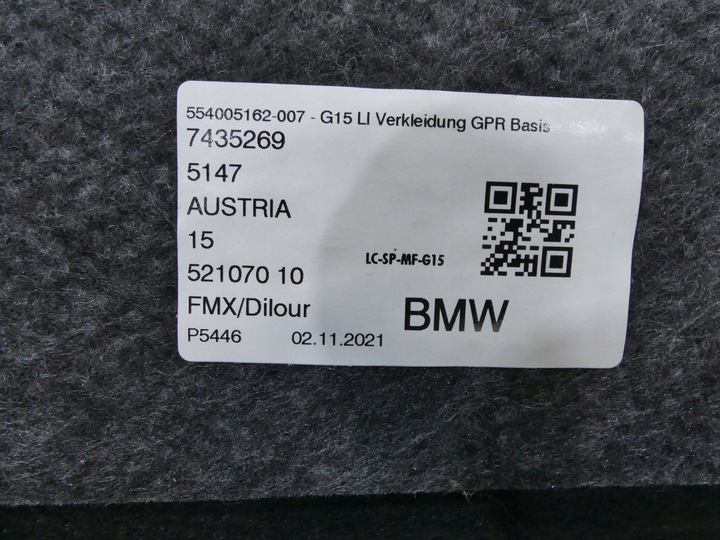 554005162-007 - G15 LI Verkleidung GPR Basis
7435269
5147
AUSTRIA
15
LC-SP-MF-G15
521070 10
FMX/Dilour
BMW
P5446 02.11.2021